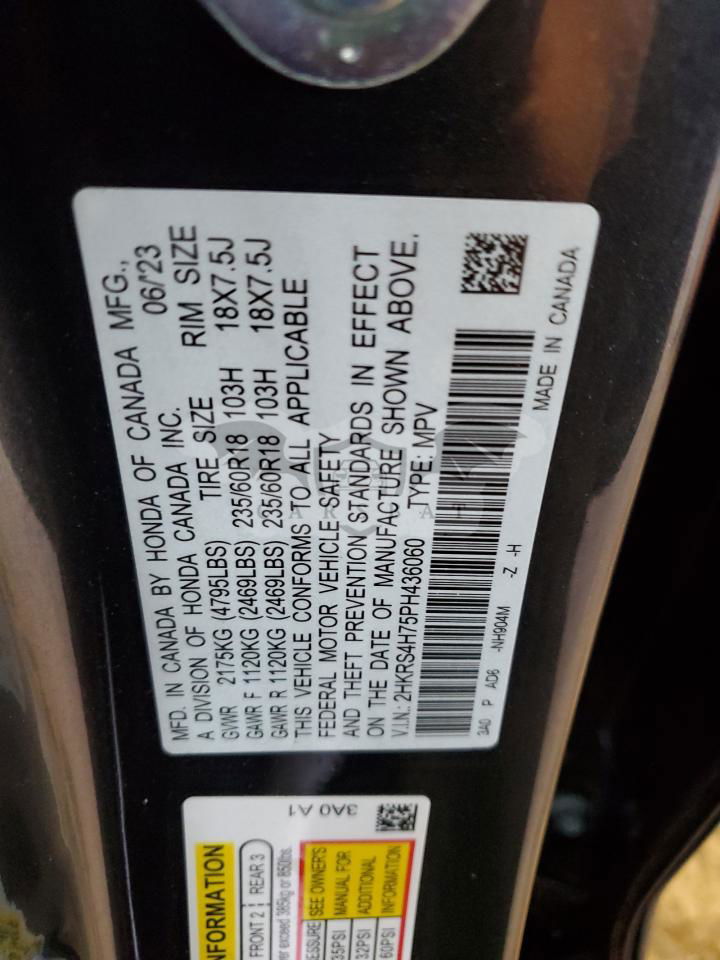 MFD. IN CANADA BY HONDA OF CANADA MFG.,
A DIVISION OF HONDA CANADA INC. 06/'23
GVWR 2175KG (4795LBS) TIRE SIZE RIM SIZE
GAWR F 1120KG (2469LBS) 235/60R18 103H 18X7.5J
GAWR R 1120KG (2469LBS) 235/60R18 103H 18X7.5J
THIS VEHICLE CONFORMS TO ALL APPLICABLE
FEDERAL MOTOR VEHICLE SAFETY
AND THEFT PREVENTION STANDARDS IN EFFECT
ON THE DATE OF MANUFACTURE SHOWN ABOVE.
V.I.N.: 2HKRS4H75PH436060 TYPE: MPV
3A0 P AD6 -NH904M -Z -H
MADE IN CANADA
3A0 A1
INFORMATION
FRONT 2 REAR 3
exceed 385kg or 850lbs.
SEE OWNER'S
35PSI MANUAL FOR
32PSI ADDITIONAL
60PSI INFORMATION